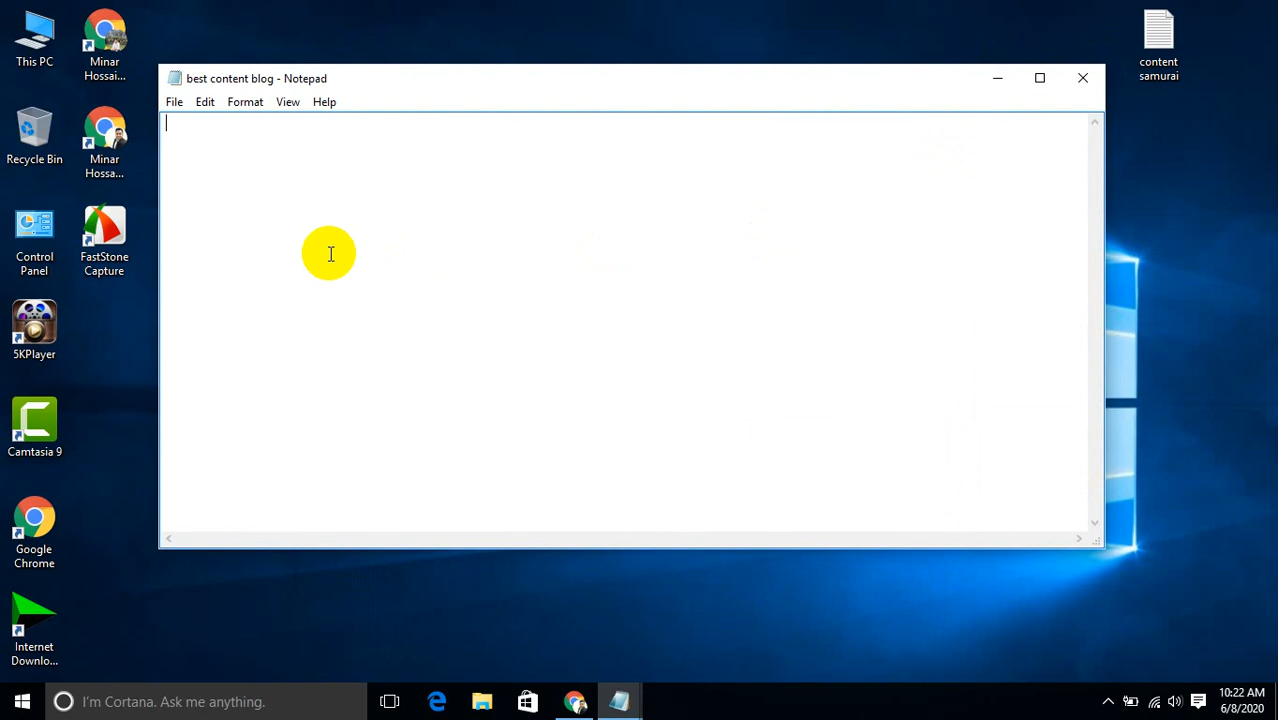 This PC
Minar
Hossai...
content
samurai
best content blog - Notepad
File Edit Format View Help
Recycle Bin
Minar
Hossa...
Control
Panel
FastStone
Capture
5KPlayer
Camtasia 9
Google
Chrome
Internet
Downlo...
I'm Cortana. Ask me anything.
10:22 AM
6/8/2020